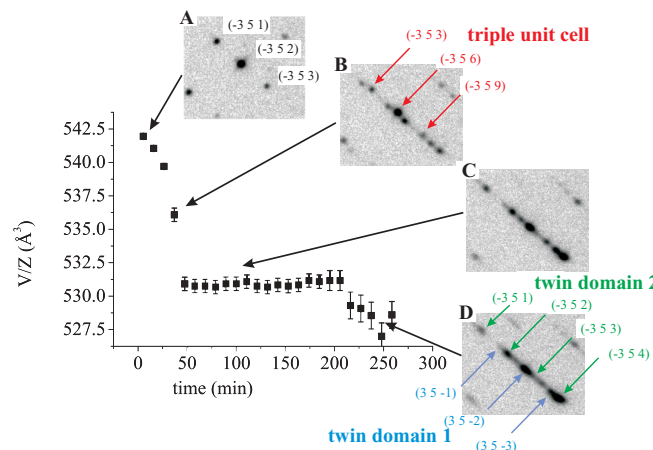 A
(-3 5 1)
(-3 5 2)
(-3 5 3)
triple unit cell
B
(-3 5 3)
(-3 5 6)
(-3 5 9)
C
twin domain 2
D
(-3 5 1)
(-3 5 2)
(-3 5 3)
(-3 5 4)
(3 5 -1)
(3 5 -2)
(3 5 -3)
twin domain 1
V/Z (Å³)
542.5
540.0
537.5
535.0
532.5
530.0
527.5
0 50 100 150 200 250 300
time (min)